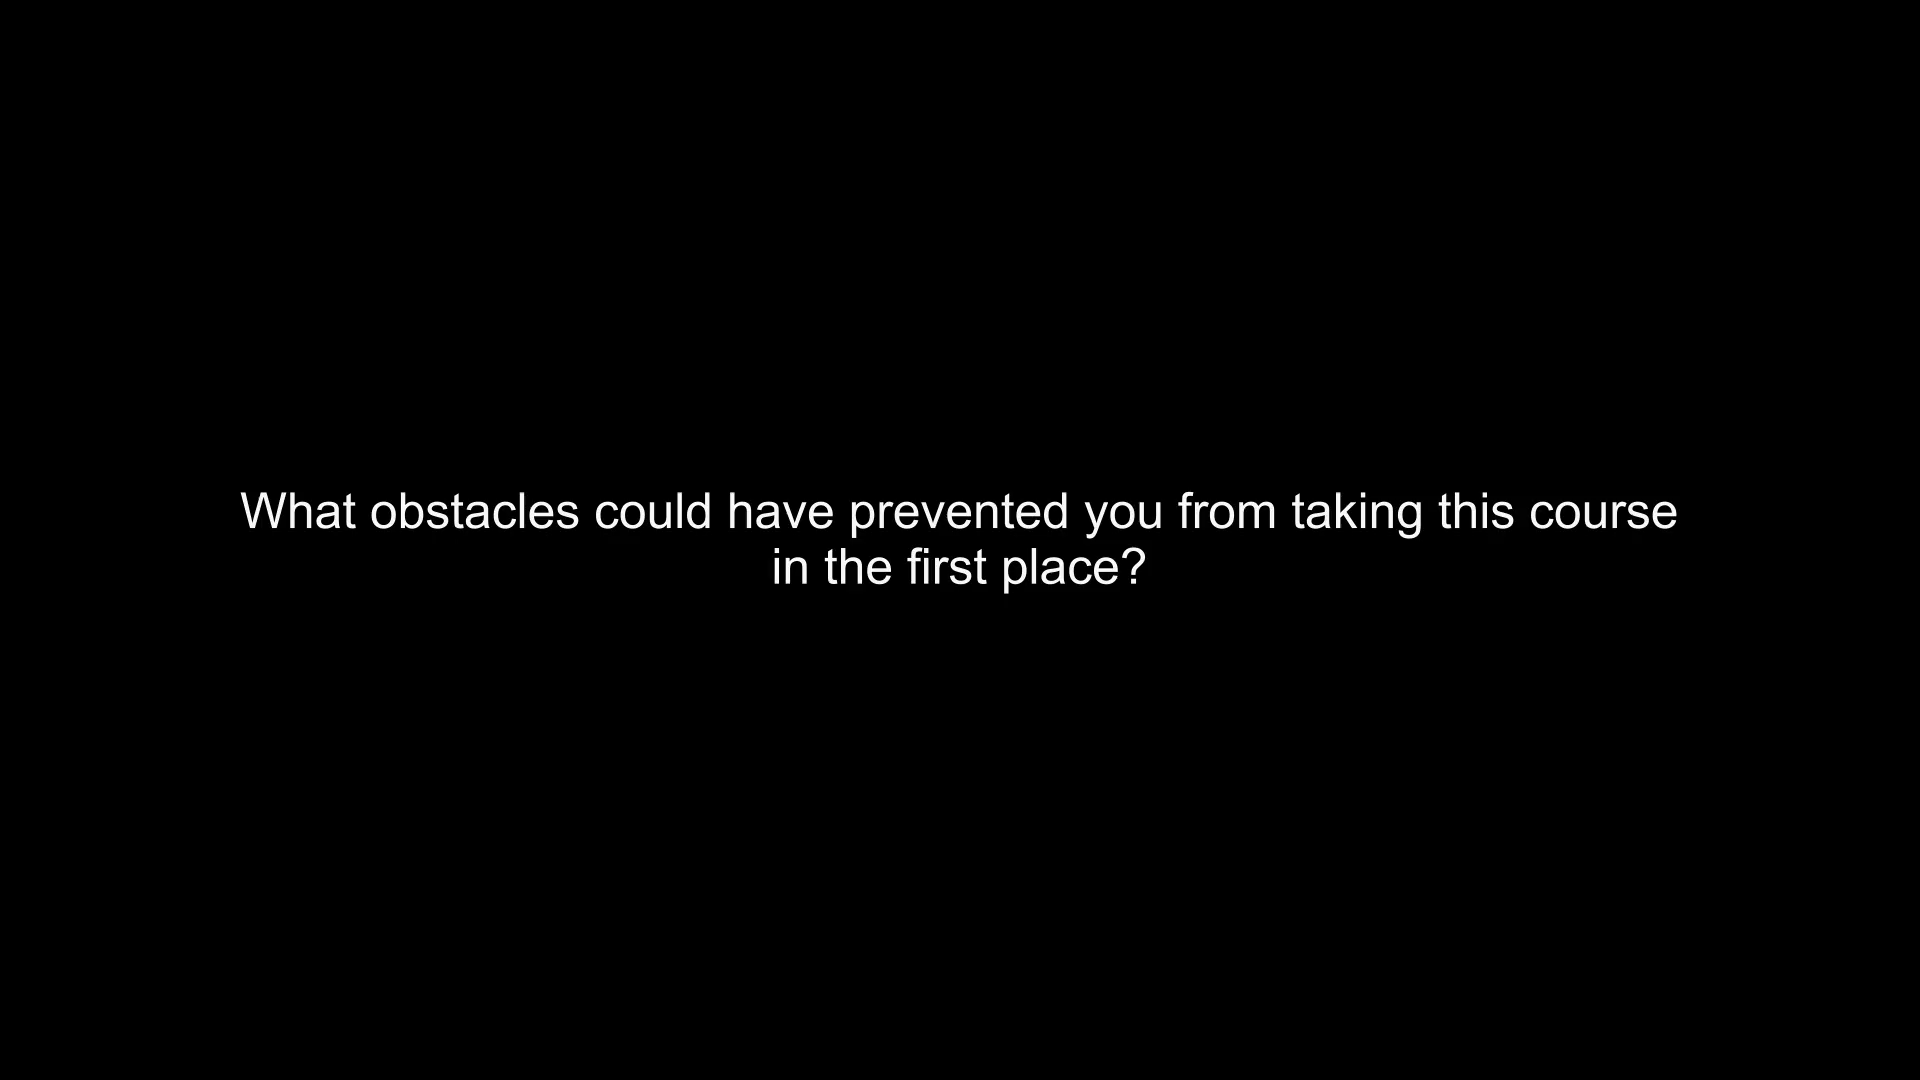 What obstacles could have prevented you from taking this course
in the first place?